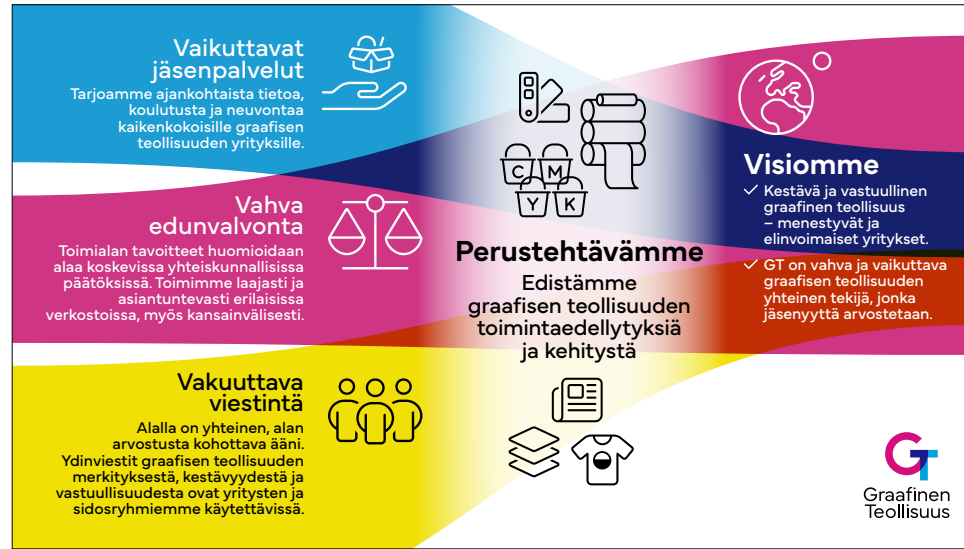 Vaikuttavat
jäsenpalvelut
Tarjoamme ajankohtaista tietoa,
koulutusta ja neuvontaa
kaikenkokoisille graafisen
teollisuuden yrityksille.
Vahva
edunvalvonta
Toimialan tavoitteet huomioidaan
alaa koskevissa yhteiskunnallisissa
päätöksissä. Toimimme laajasti ja
asiantuntevasti erilaisissa
verkostoissa, myös kansainvälisesti.
Vakuuttava
viestintä
Alalla on yhteinen, alan
arvostusta kohottava ääni.
Ydinviestit graafisen teollisuuden
merkityksestä, kestävyydestä ja
vastuullisuudesta ovat yritysten ja
sidosryhmiemme käytettävissä.
C M
Y K
Perustehtävämme
Edistämme
graafisen teollisuuden
toimintaedellytyksiä
ja kehitystä
Visiomme
✓ Kestävä ja vastuullinen
graafinen teollisuus
– menestyvät ja
elinvoimaiset yritykset.
✓ GT on vahva ja vaikuttava
graafisen teollisuuden
yhteinen tekijä, jonka
jäsenyyttä arvostetaan.
GT
Graafinen
Teollisuus